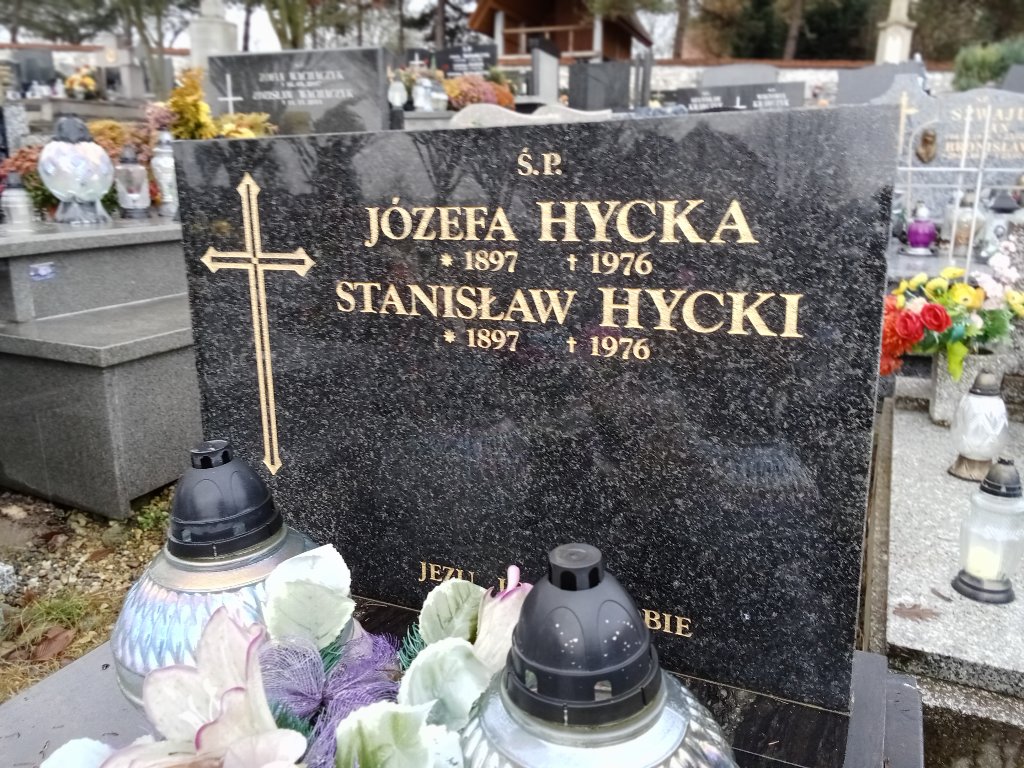 Ś.P.
JÓZEFA HYCKA
* 1897 † 1976
STANISŁAW HYCKI
* 1897 † 1976
JEZU
BIE